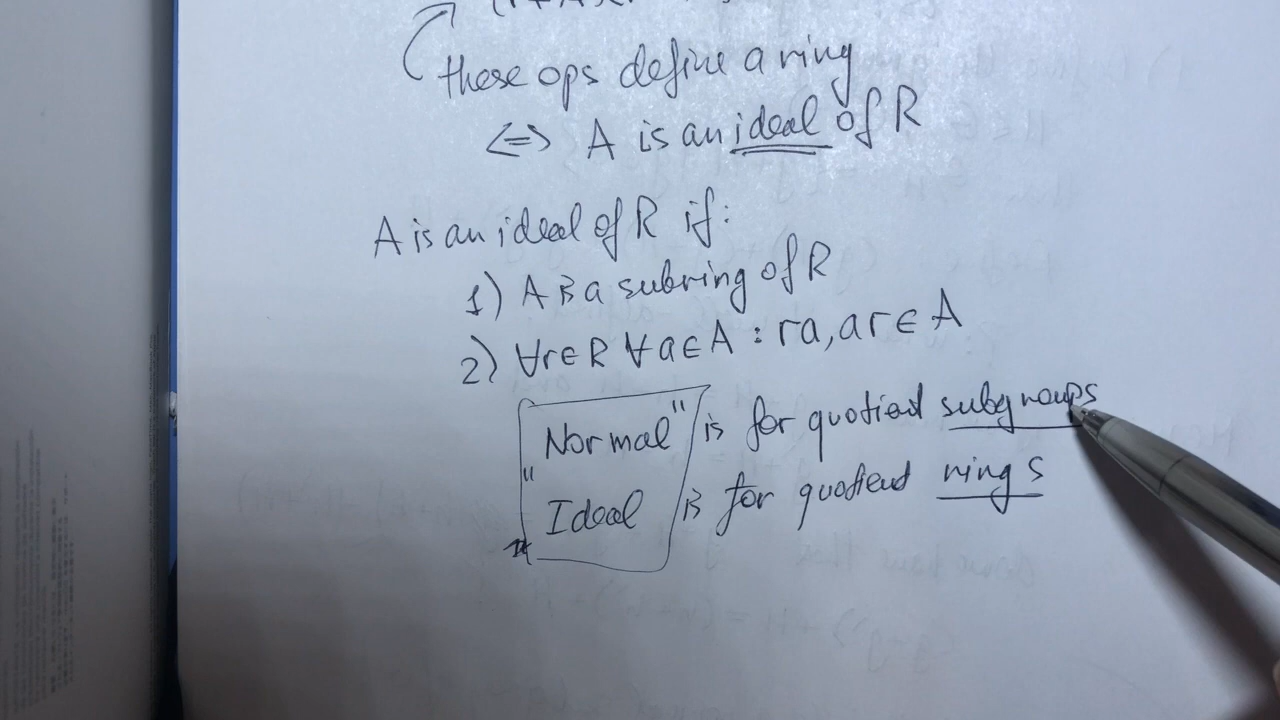 these ops define a ring
<=> A is an ideal of R
A is an ideal of R if:
1) A is a subring of R
2) ∀r∈R ∀a∈A : ra, ar ∈ A
"Normal" is for quotient subgroups
"Ideal is for quotient rings